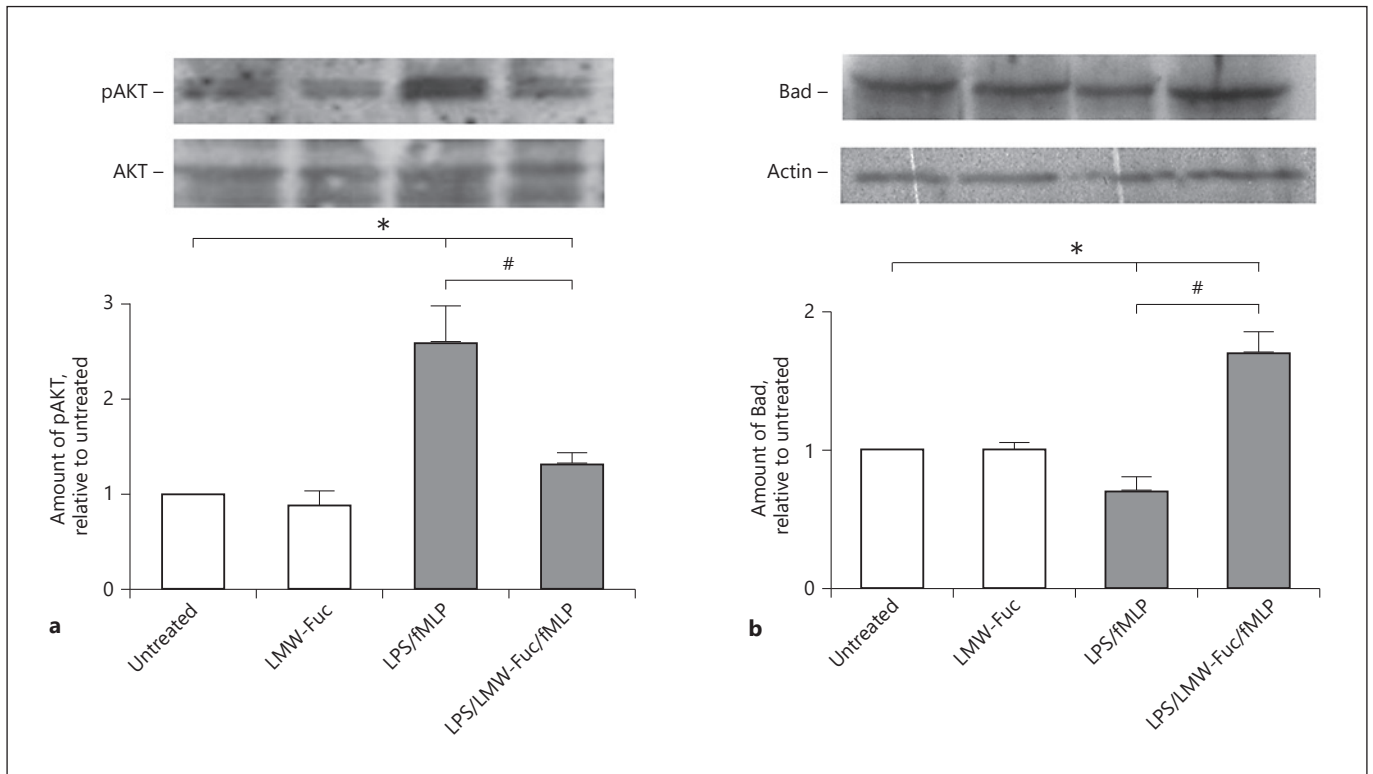 pAKT –
AKT –
*
#
3
2
1
0
Amount of pAKT,
relative to untreated
Untreated
LMW-Fuc
LPS/fMLP
LPS/LMW-Fuc/fMLP
a
Bad –
Actin –
*
#
2
1
0
Amount of Bad,
relative to untreated
Untreated
LMW-Fuc
LPS/fMLP
LPS/LMW-Fuc/fMLP
b